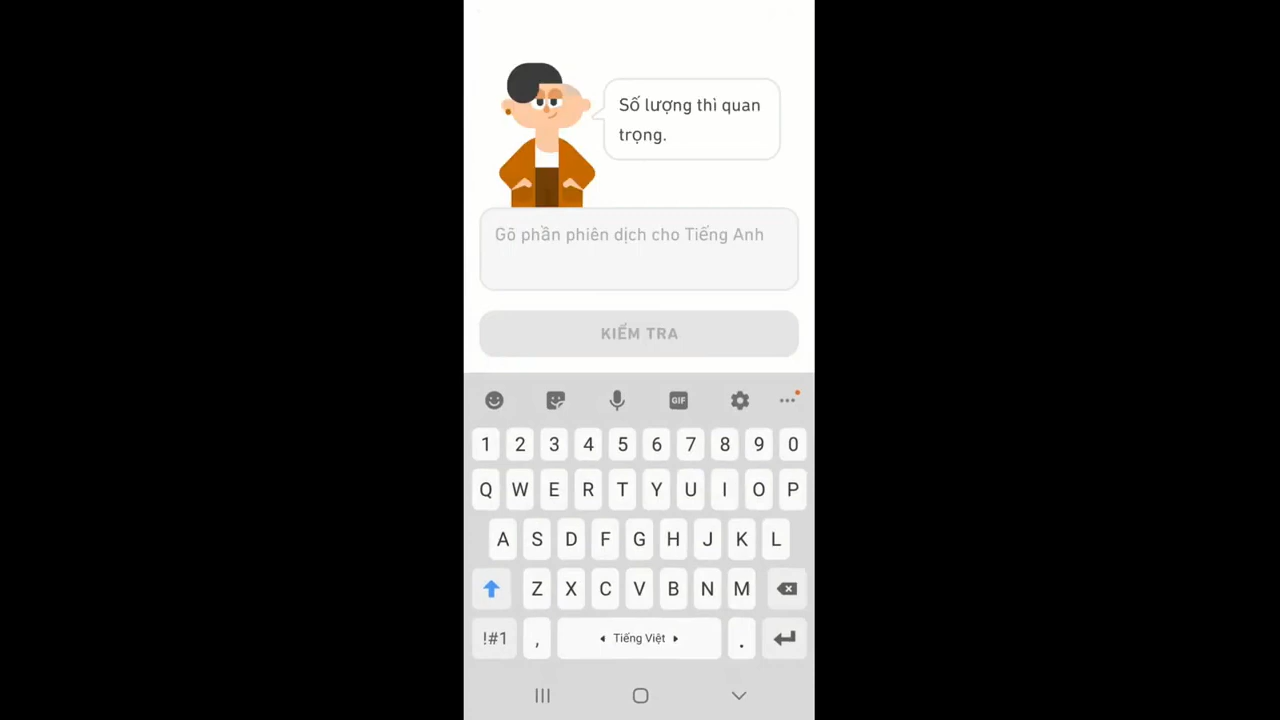 Số lượng thì quan
trọng.
Gõ phần phiên dịch cho Tiếng Anh
KIỂM TRA
GIF
1 2 3 4 5 6 7 8 9 0
Q W E R T Y U I O P
A S D F G H J K L
Z X C V B N M
!#1 , Tiếng Việt .